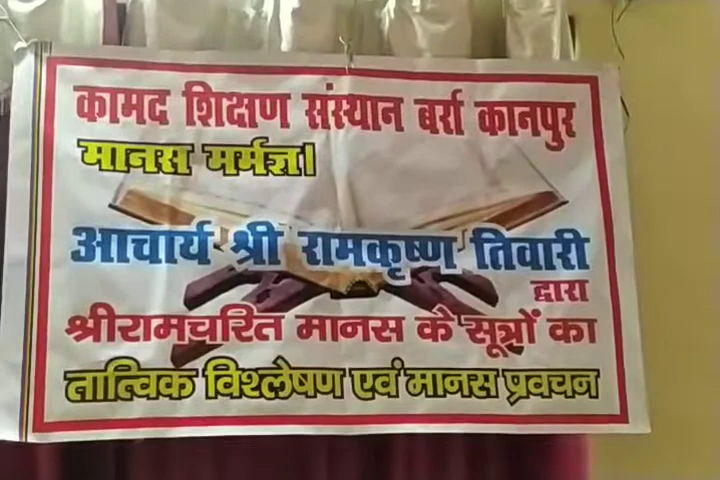 कामद शिक्षण संस्थान बर्रा कानपुर
मानस मर्मज्ञ।
आचार्य श्री रामकृष्ण तिवारी
द्वारा
श्रीरामचरित मानस के सूत्रों का
तात्विक विश्लेषण एवं मानस प्रवचन